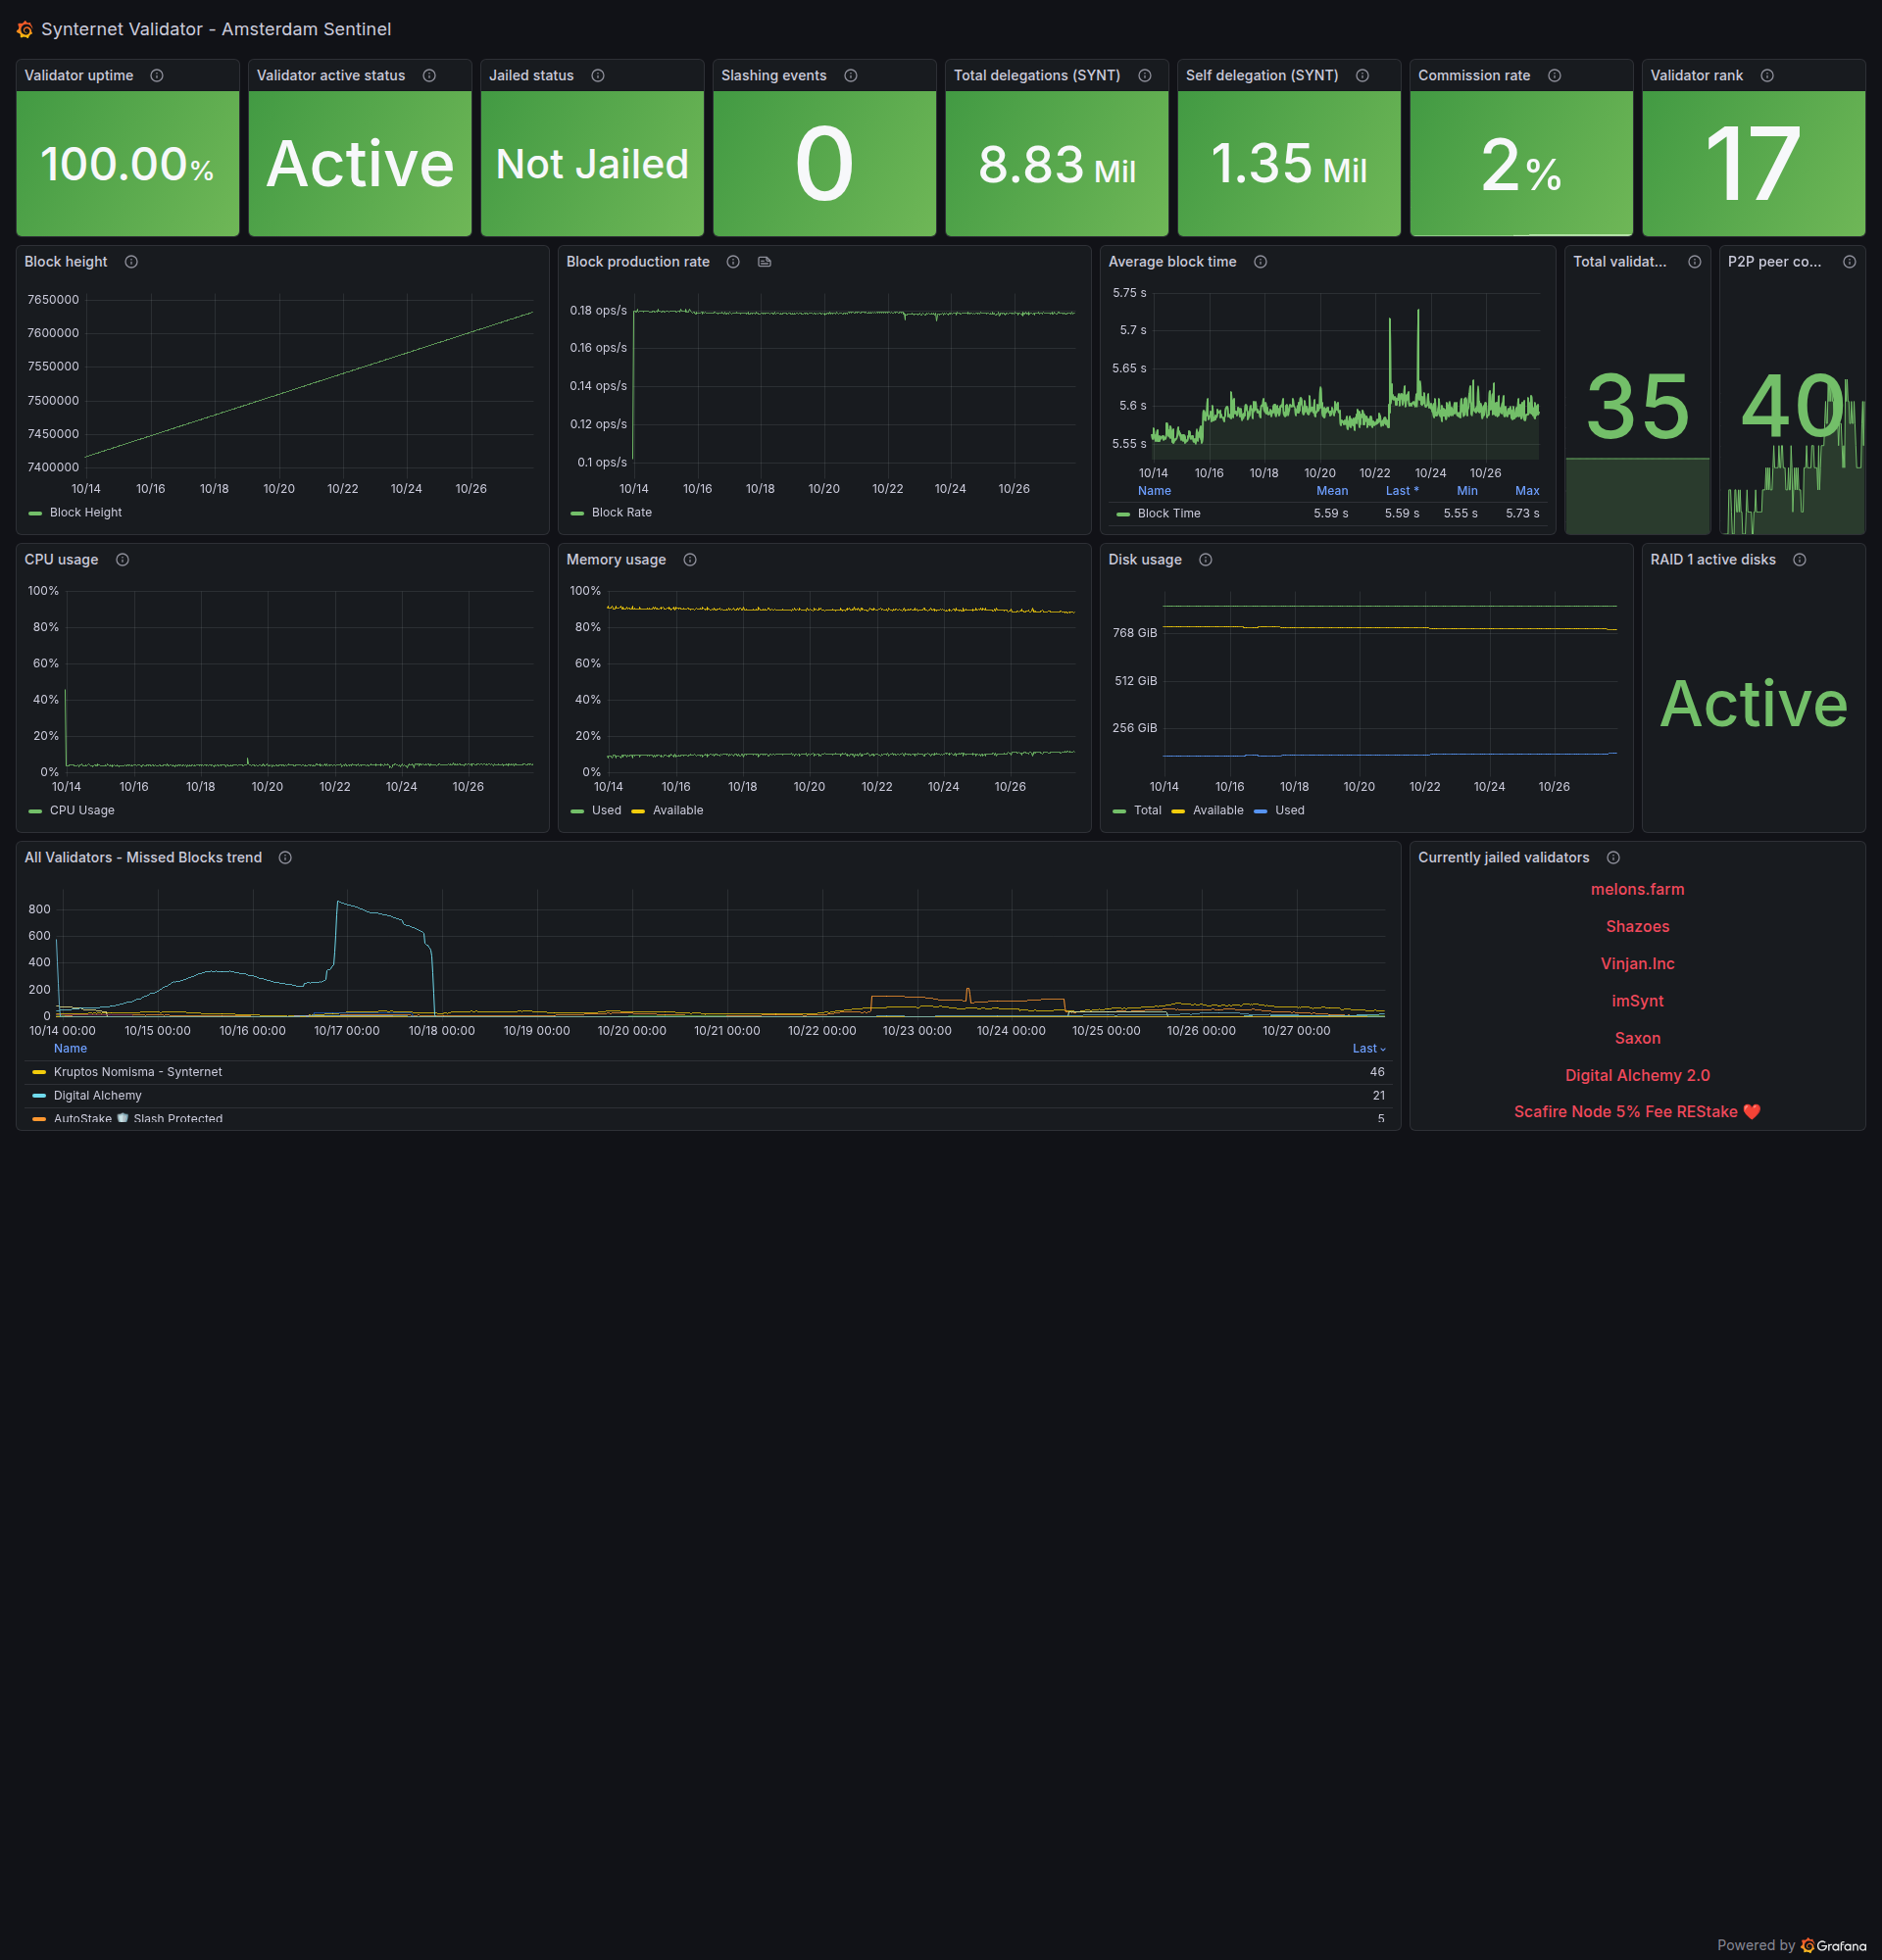 Synternet Validator - Amsterdam Sentinel
Validator uptime
100.00%
Validator active status
Active
Jailed status
Not Jailed
Slashing events
0
Total delegations (SYNT)
8.83 Mil
Self delegation (SYNT)
1.35 Mil
Commission rate
2%
Validator rank
17
Block height
7650000
7600000
7550000
7500000
7450000
7400000
10/14 10/16 10/18 10/20 10/22 10/24 10/26
Block Height
Block production rate
0.18 ops/s
0.16 ops/s
0.14 ops/s
0.12 ops/s
0.1 ops/s
10/14 10/16 10/18 10/20 10/22 10/24 10/26
Block Rate
Average block time
5.75 s
5.7 s
5.65 s
5.6 s
5.55 s
10/14 10/16 10/18 10/20 10/22 10/24 10/26
Name Mean Last * Min Max
Block TIme 5.59 s 5.59 s 5.55 s 5.73 s
Total validat...
35
P2P peer co...
40
CPU usage
100%
80%
60%
40%
20%
0%
10/14 10/16 10/18 10/20 10/22 10/24 10/26
CPU Usage
Memory usage
100%
80%
60%
40%
20%
0%
10/14 10/16 10/18 10/20 10/22 10/24 10/26
Used Available
Disk usage
768 GiB
512 GiB
256 GiB
10/14 10/16 10/18 10/20 10/22 10/24 10/26
Total Available Used
RAID 1 active disks
Active
All Validators - Missed Blocks trend
800
600
400
200
0
10/14 00:00 10/15 00:00 10/16 00:00 10/17 00:00 10/18 00:00 10/19 00:00 10/20 00:00 10/21 00:00 10/22 00:00 10/23 00:00 10/24 00:00 10/25 00:00 10/26 00:00 10/27 00:00
Name Last
Kruptos Nomisma - Synternet 46
Digital Alchemy 21
AutoStake 🛡️ Slash Protected 5
Currently jailed validators
melons.farm
Shazoes
Vinjan.Inc
imSynt
Saxon
Digital Alchemy 2.0
Scafire Node 5% Fee REStake ❤️
Powered by Grafana